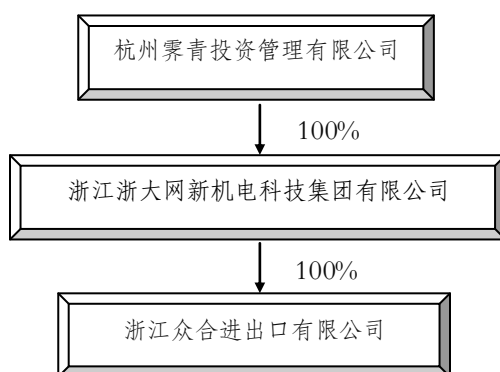 杭州霁青投资管理有限公司
100%
浙江浙大网新机电科技集团有限公司
100%
浙江众合进出口有限公司